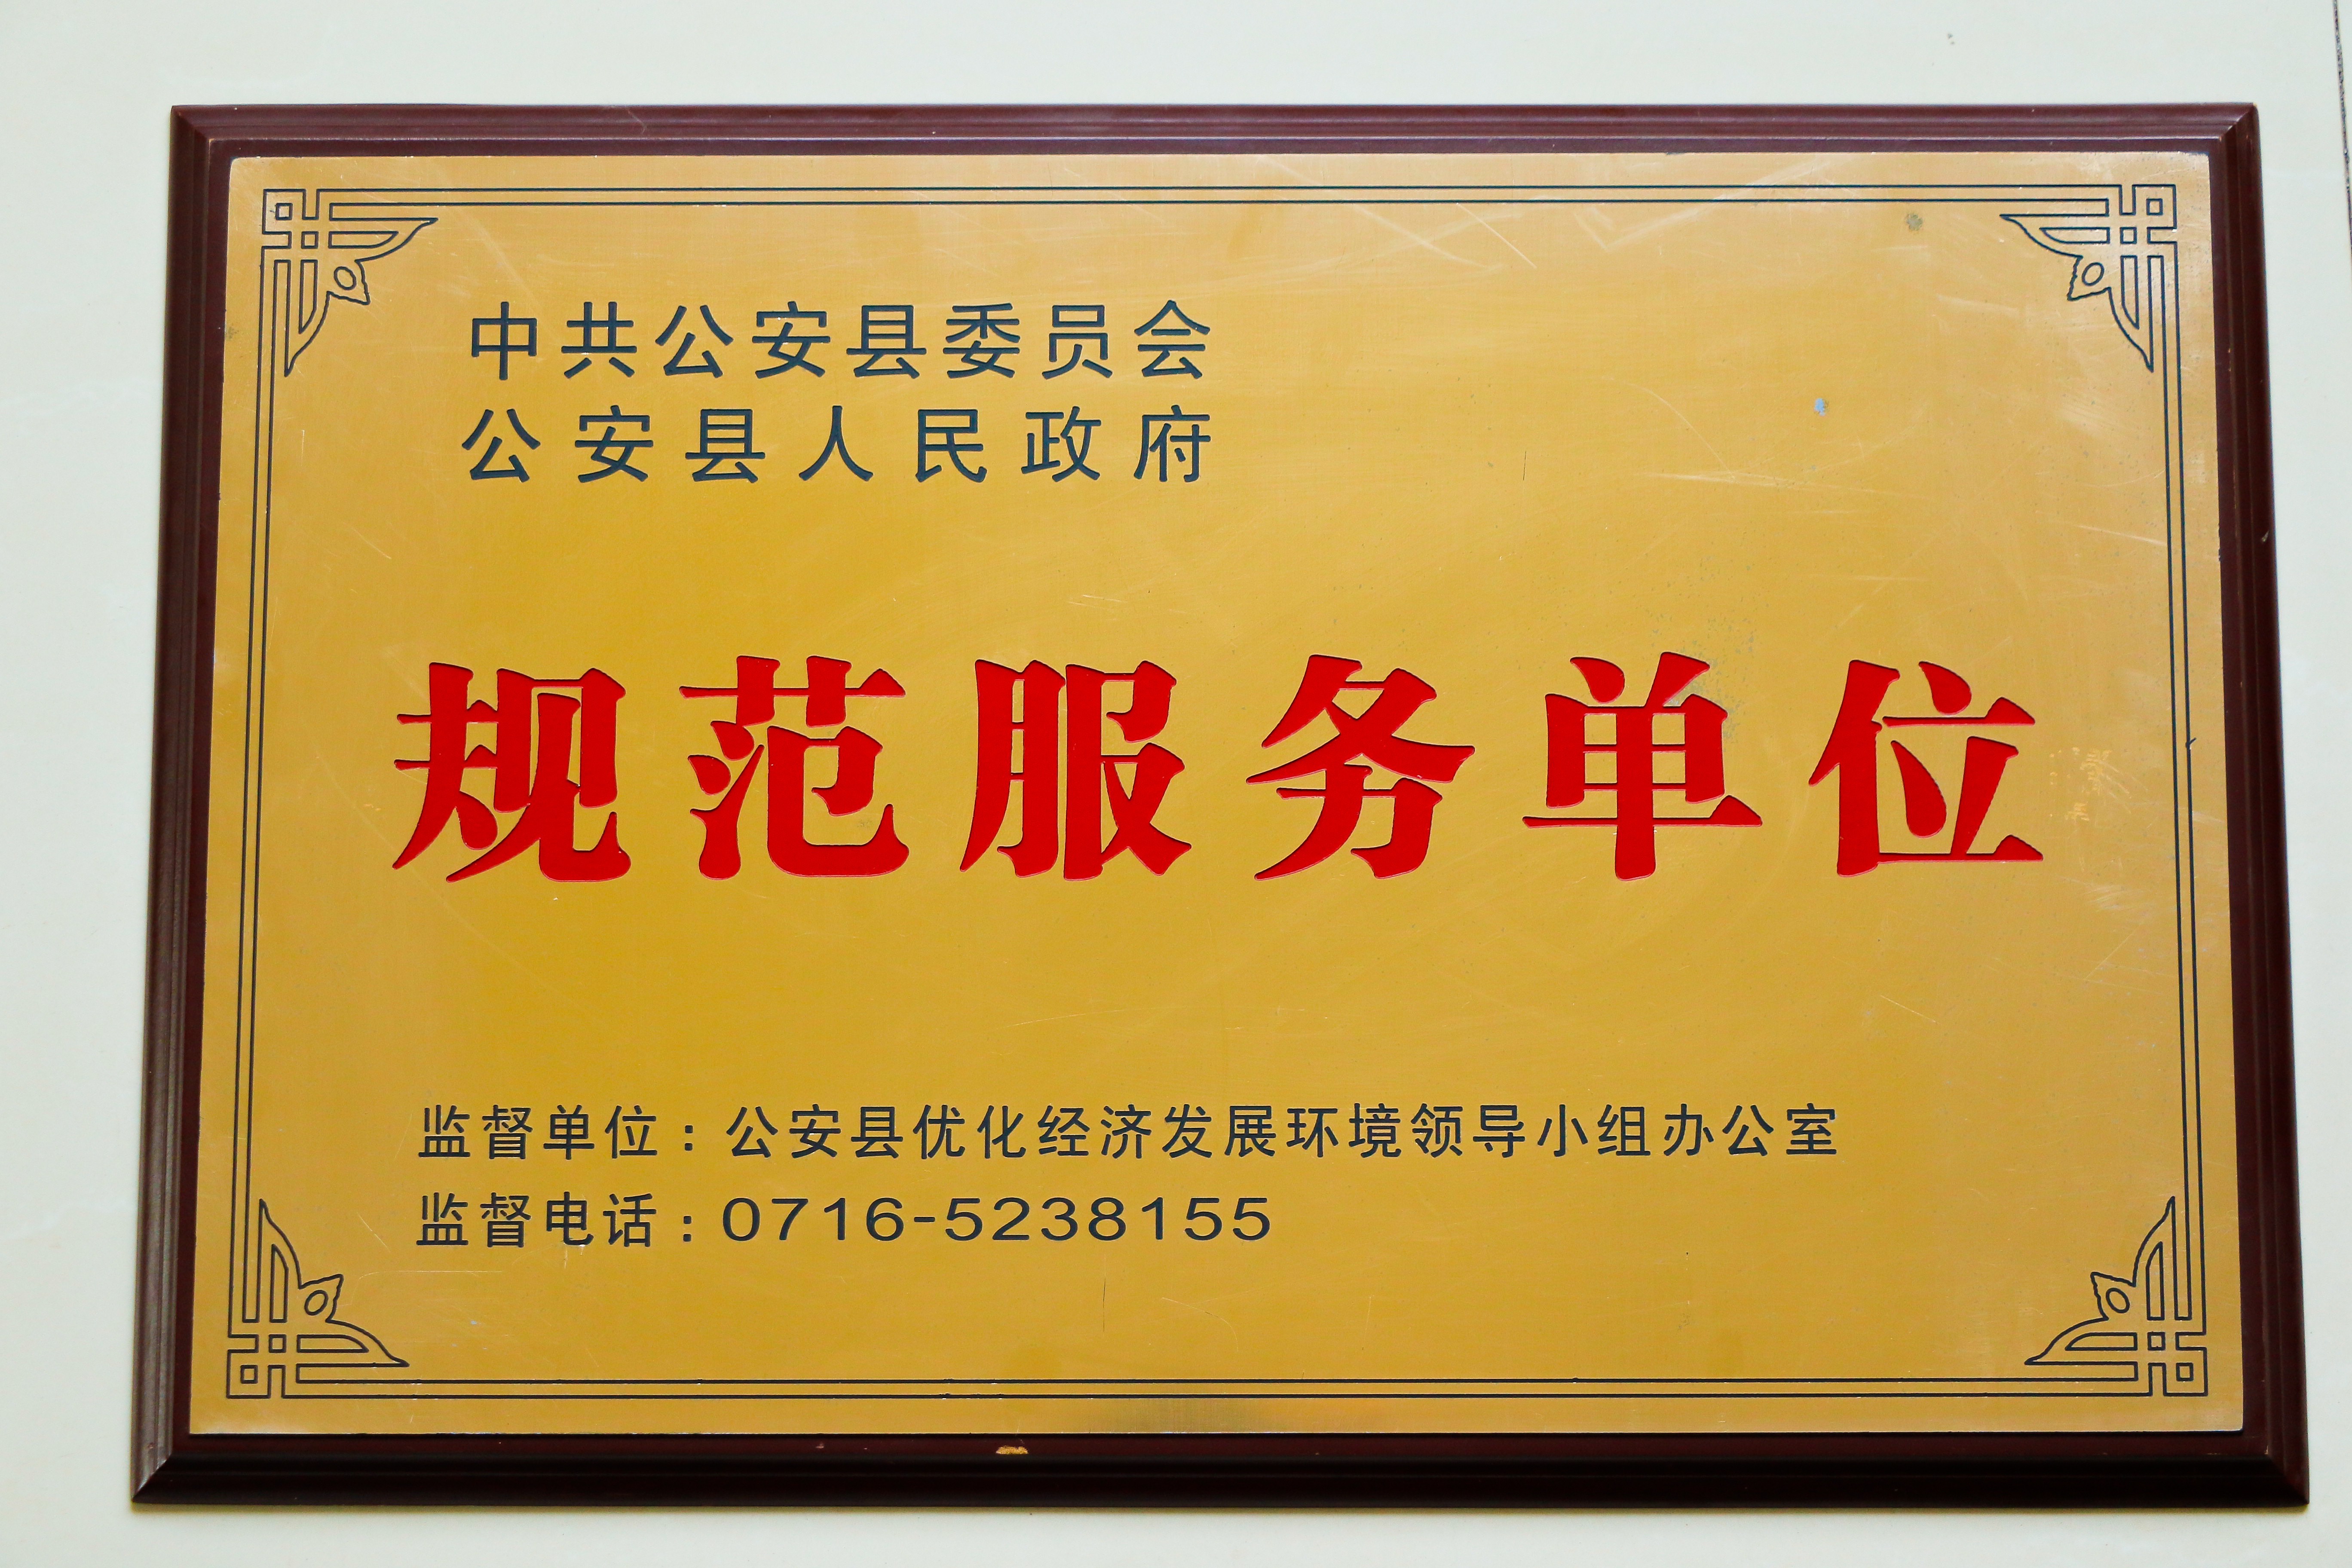 中共公安县委员会
公安县人民政府
规范服务单位
监督单位：公安县优化经济发展环境领导小组办公室
监督电话：0716-5238155